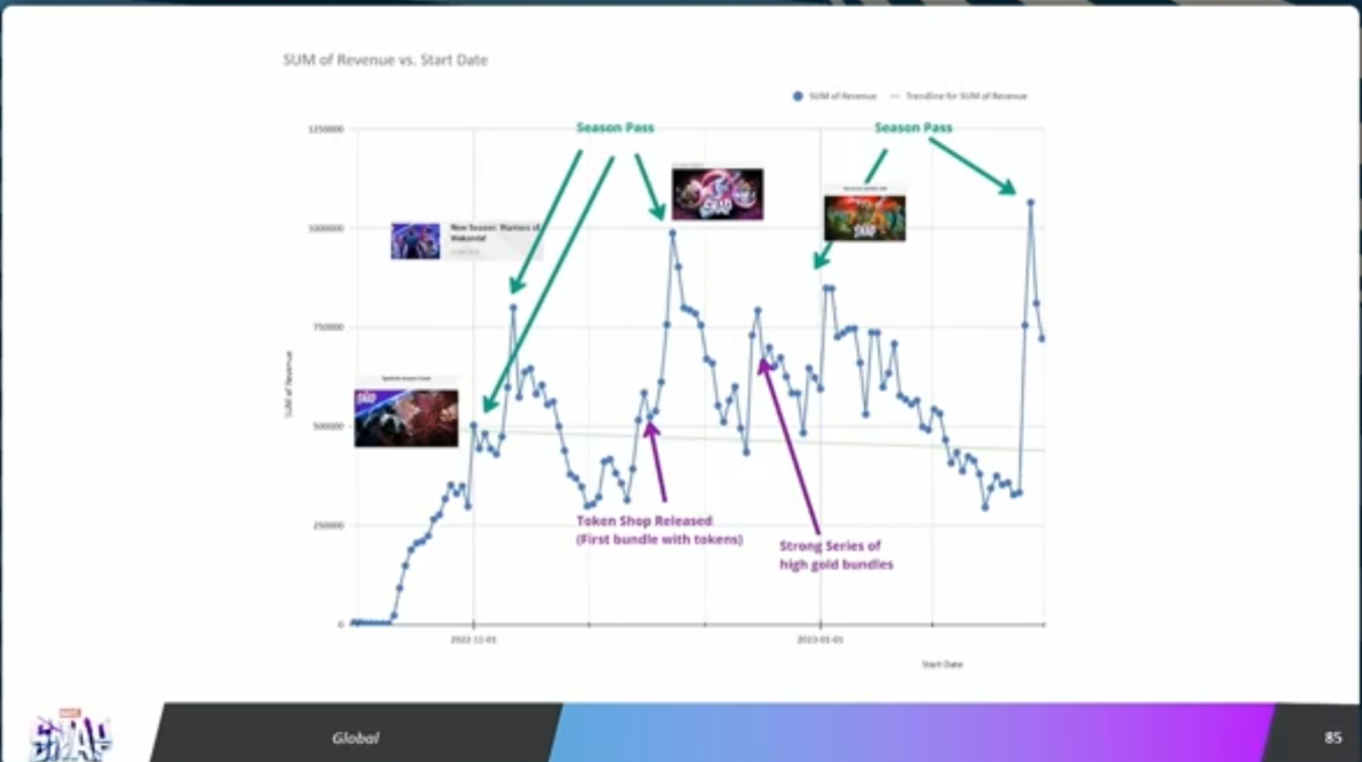 SUM of Revenue vs. Start Date
SUM of Revenue
Trendline for SUM of Revenue
1250000
1000000
750000
500000
250000
0
SUM of Revenue
Season Pass
Season Pass
New Season: Warriors of
Wakanda!
SNAP
SNAP
SNAP
Token Shop Released
(First bundle with tokens)
Strong Series of
high gold bundles
2022-11-01
2023-01-01
Start Date
MARVEL
SNAP
Global
85